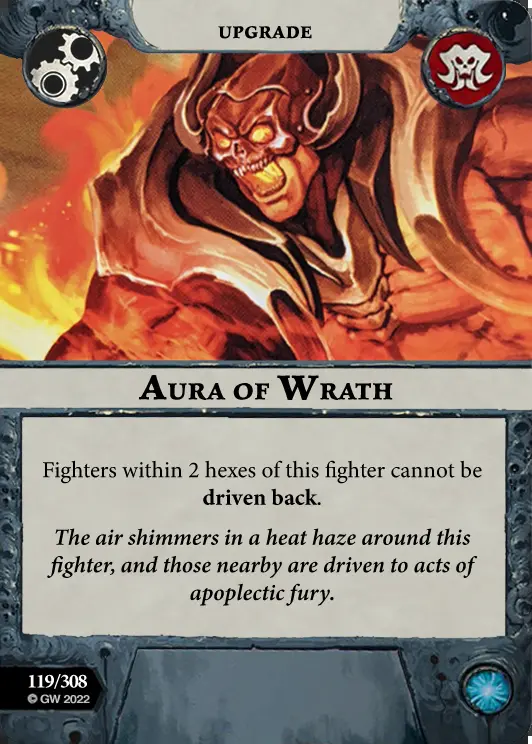 UPGRADE
AURA OF WRATH
Fighters within 2 hexes of this fighter cannot be
driven back.
The air shimmers in a heat haze around this
fighter, and those nearby are driven to acts of
apoplectic fury.
119/308
© GW 2022